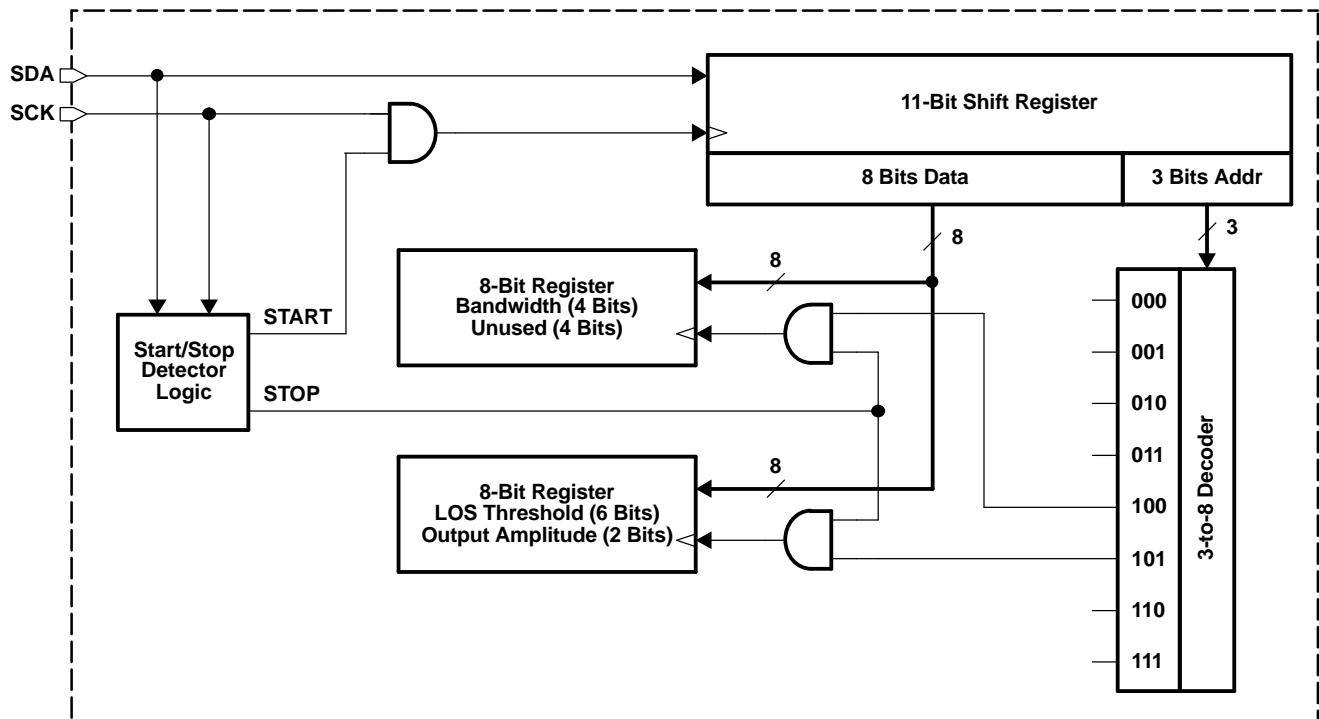 SDA
SCK
11-Bit Shift Register
8 Bits Data
3 Bits Addr
8
3
8
8-Bit Register
Bandwidth (4 Bits)
Unused (4 Bits)
START
Start/Stop
Detector
Logic
STOP
8
8-Bit Register
LOS Threshold (6 Bits)
Output Amplitude (2 Bits)
000
001
010
011
100
101
110
111
3-to-8 Decoder